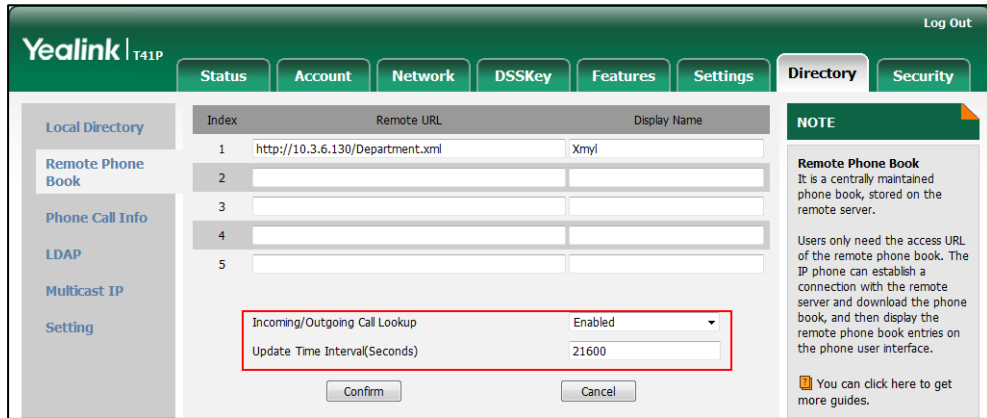 Log Out
Yealink T41P
Status Account Network DSSKey Features Settings Directory Security
Local Directory
Remote Phone
Book
Phone Call Info
LDAP
Multicast IP
Setting
Index Remote URL Display Name
1 http://10.3.6.130/Department.xml Xmyl
2
3
4
5
Incoming/Outgoing Call Lookup Enabled
Update Time Interval(Seconds) 21600
Confirm Cancel
NOTE
Remote Phone Book
It is a centrally maintained
phone book, stored on the
remote server.
Users only need the access URL
of the remote phone book. The
IP phone can establish a
connection with the remote
server and download the phone
book, and then display the
remote phone book entries on
the phone user interface.
You can click here to get
more guides.